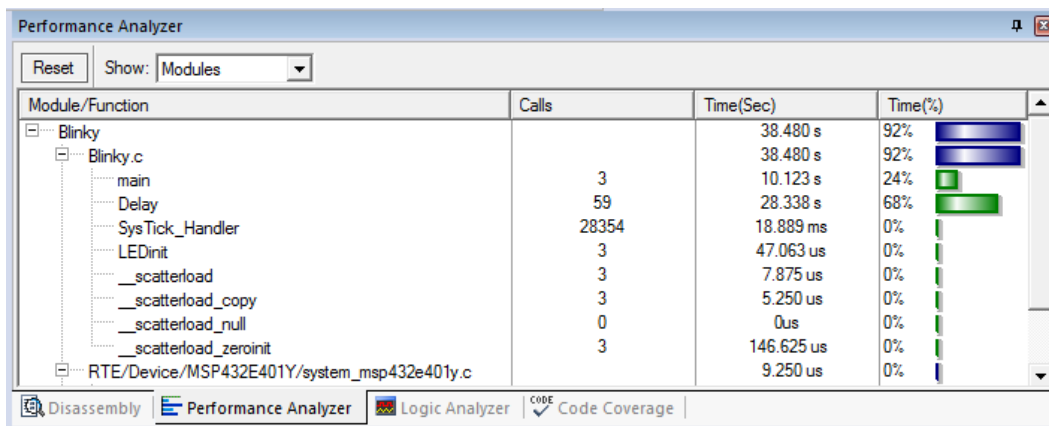 Performance Analyzer
Reset Show: Modules
Module/Function Calls Time(Sec) Time(%)
Blinky 38.480 s 92%
Blinky.c 38.480 s 92%
main 3 10.123 s 24%
Delay 59 28.338 s 68%
SysTick_Handler 28354 18.889 ms 0%
LEDinit 3 47.063 us 0%
__scatterload 3 7.875 us 0%
__scatterload_copy 3 5.250 us 0%
__scatterload_null 0 0us 0%
__scatterload_zeroinit 3 146.625 us 0%
RTE/Device/MSP432E401Y/system_msp432e401y.c 9.250 us 0%
Disassembly Performance Analyzer Logic Analyzer CODE Code Coverage